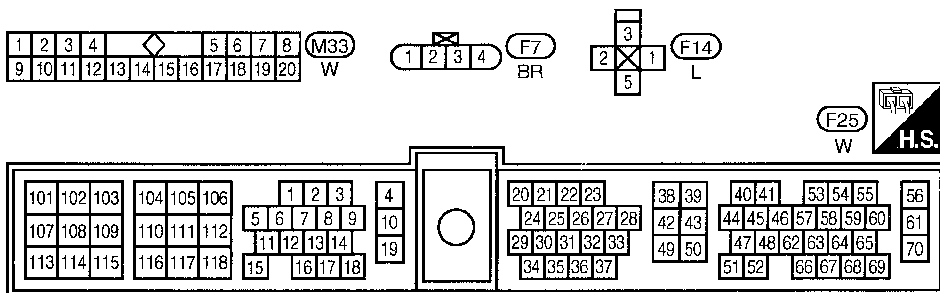 1 2 3 4 5 6 7 8 M33
9 10 11 12 13 14 15 16 17 18 19 20 W
1 2 3 4 F7
BR
3
2 1 F14
5 L
F25
W
H.S.
101 102 103 104 105 106 1 2 3 4 20 21 22 23 38 39 40 41 53 54 55 56
107 108 109 110 111 112 5 6 7 8 9 10 24 25 26 27 28 42 43 44 45 46 57 58 59 60 61
11 12 13 14 29 30 31 32 33 47 48 62 63 64 65
113 114 115 116 117 118 15 16 17 18 19 34 35 36 37 49 50 51 52 66 67 68 69 70